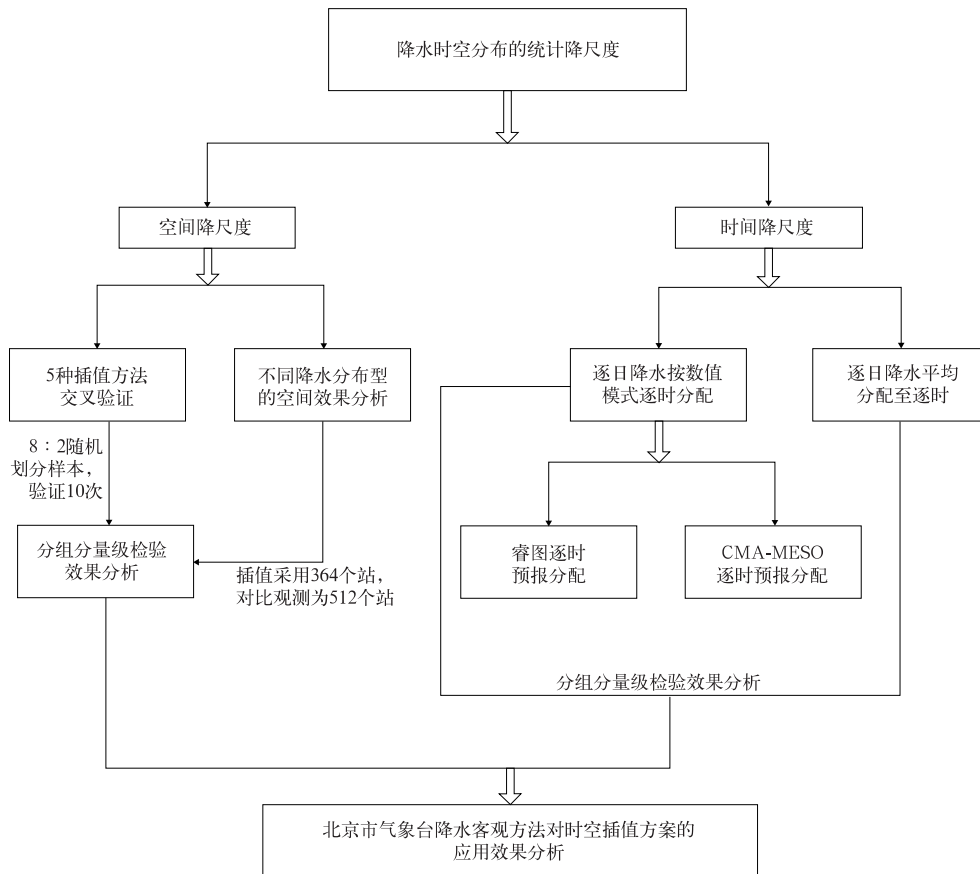 降水时空分布的统计降尺度
空间降尺度
时间降尺度
5种插值方法
交叉验证
不同降水分布型
的空间效果分析
逐日降水按数值
模式逐时分配
逐日降水平均
分配至逐时
8：2随机
划分样本，
验证10次
分组分量级检验
效果分析
插值采用364个站，
对比观测为512个站
睿图逐时
预报分配
CMA-MESO
逐时预报分配
分组分量级检验效果分析
北京市气象台降水客观方法对时空插值方案的
应用效果分析